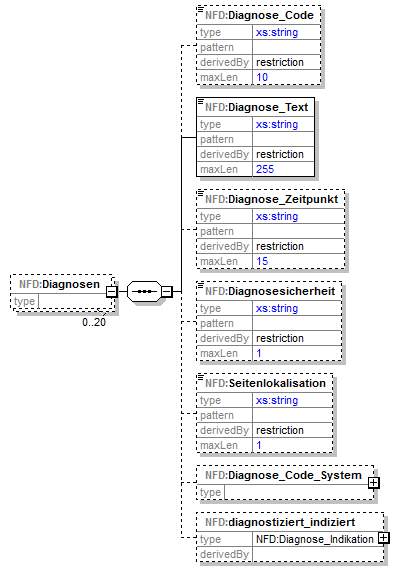 NFD:Diagnose_Code
type xs:string
pattern
derivedBy restriction
maxLen 10
NFD:Diagnose_Text
type xs:string
pattern
derivedBy restriction
maxLen 255
NFD:Diagnose_Zeitpunkt
type xs:string
pattern
derivedBy restriction
maxLen 15
NFD:Diagnosen
type
0..20
NFD:Diagnosesicherheit
type xs:string
pattern
derivedBy restriction
maxLen 1
NFD:Seitenlokalisation
type xs:string
pattern
derivedBy restriction
maxLen 1
NFD:Diagnose_Code_System
type
NFD:diagnostiziert_indiziert
type NFD:Diagnose_Indikation
derivedBy